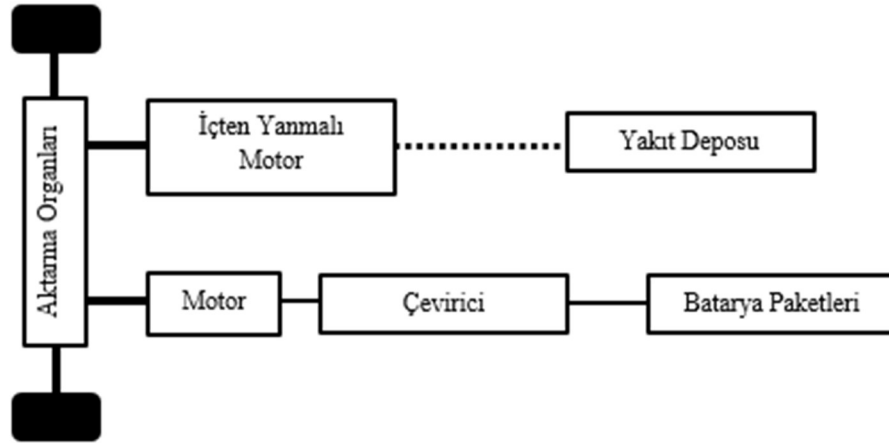 Aktarma Organları
İçten Yanmalı
Motor
Yakıt Deposu
Motor
Çevirici
Batarya Paketleri